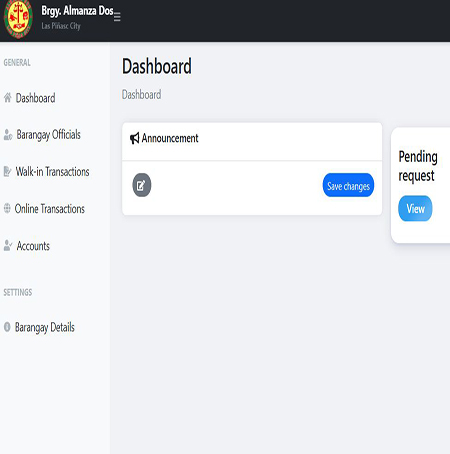 Brgy. Almanza Dos
Las Piñasc City
GENERAL
Dashboard
Barangay Officials
Walk-in Transactions
Online Transactions
Accounts
SETTINGS
Barangay Details
Dashboard
Dashboard
Announcement
Save changes
Pending
request
View